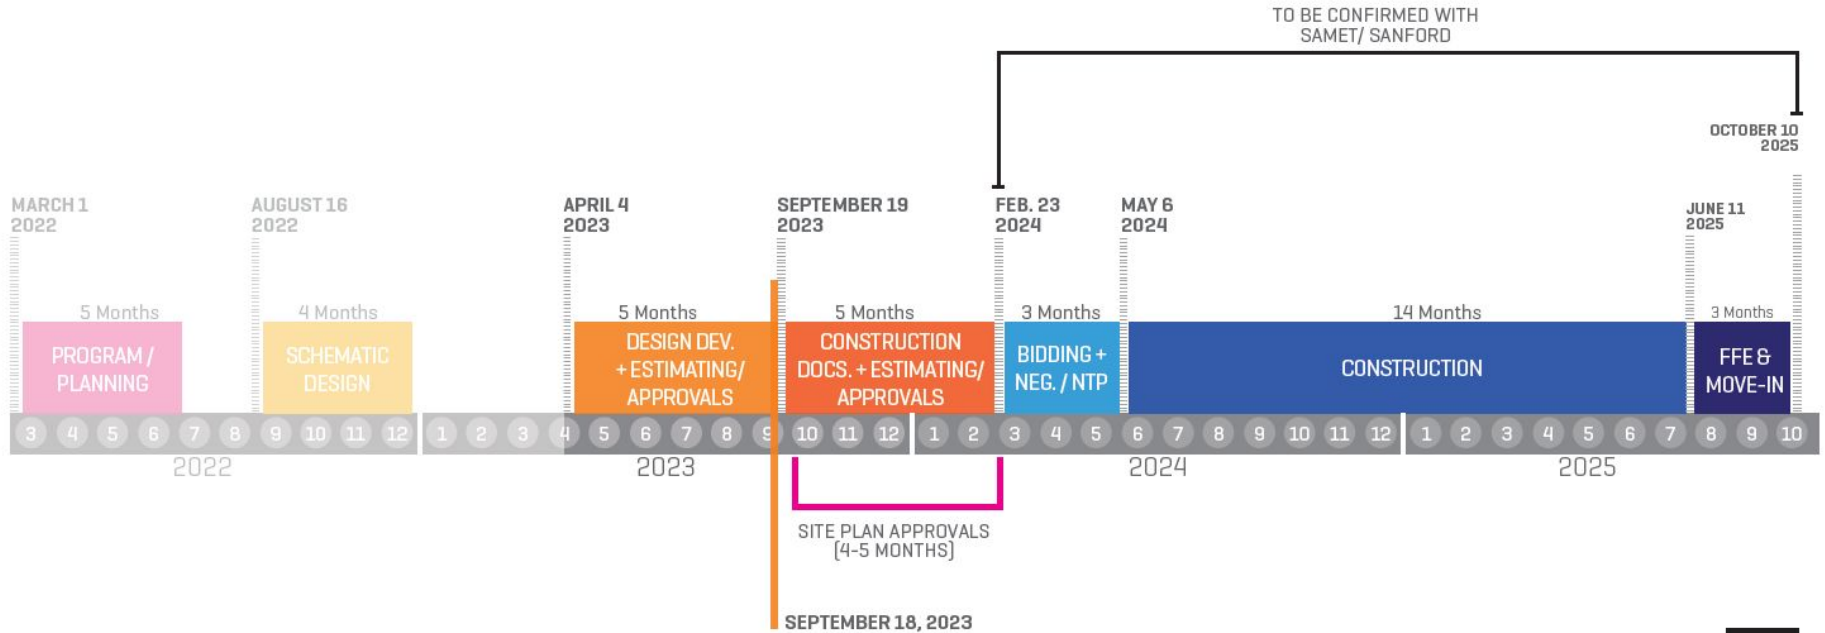 TO BE CONFIRMED WITH
SAMET/ SANFORD
OCTOBER 10
2025
MARCH 1
2022
AUGUST 16
2022
APRIL 4
2023
SEPTEMBER 19
2023
FEB. 23
2024
MAY 6
2024
JUNE 11
2025
5 Months
4 Months
5 Months
5 Months
3 Months
14 Months
3 Months
PROGRAM /
PLANNING
SCHEMATIC
DESIGN
DESIGN DEV.
+ ESTIMATING/
APPROVALS
CONSTRUCTION
DOCS. + ESTIMATING/
APPROVALS
BIDDING +
NEG. / NTP
CONSTRUCTION
FFE &
MOVE-IN
3 4 5 6 7 8 9 10 11 12 1 2 3 4 5 6 7 8 9 10 11 12 1 2 3 4 5 6 7 8 9 10 11 12 1 2 3 4 5 6 7 8 9 10
2022 2023 2024 2025
SITE PLAN APPROVALS
(4-5 MONTHS)
SEPTEMBER 18, 2023